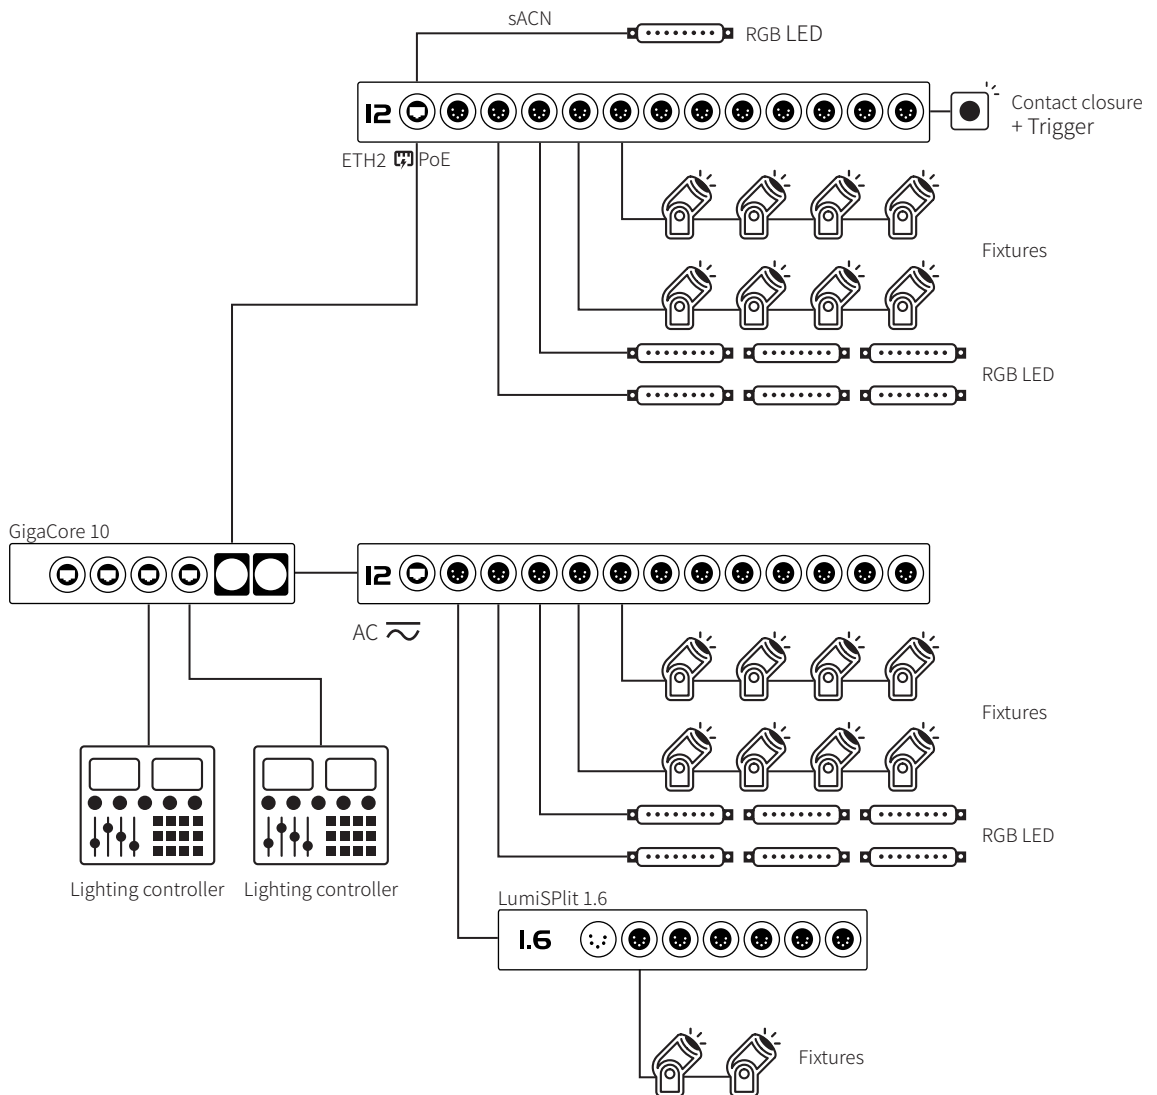 sACN
RGB LED
12
Contact closure
+ Trigger
ETH2 PoE
Fixtures
RGB LED
GigaCore 10
12
AC
Fixtures
RGB LED
Lighting controller
Lighting controller
LumiSPlit 1.6
1.6
Fixtures